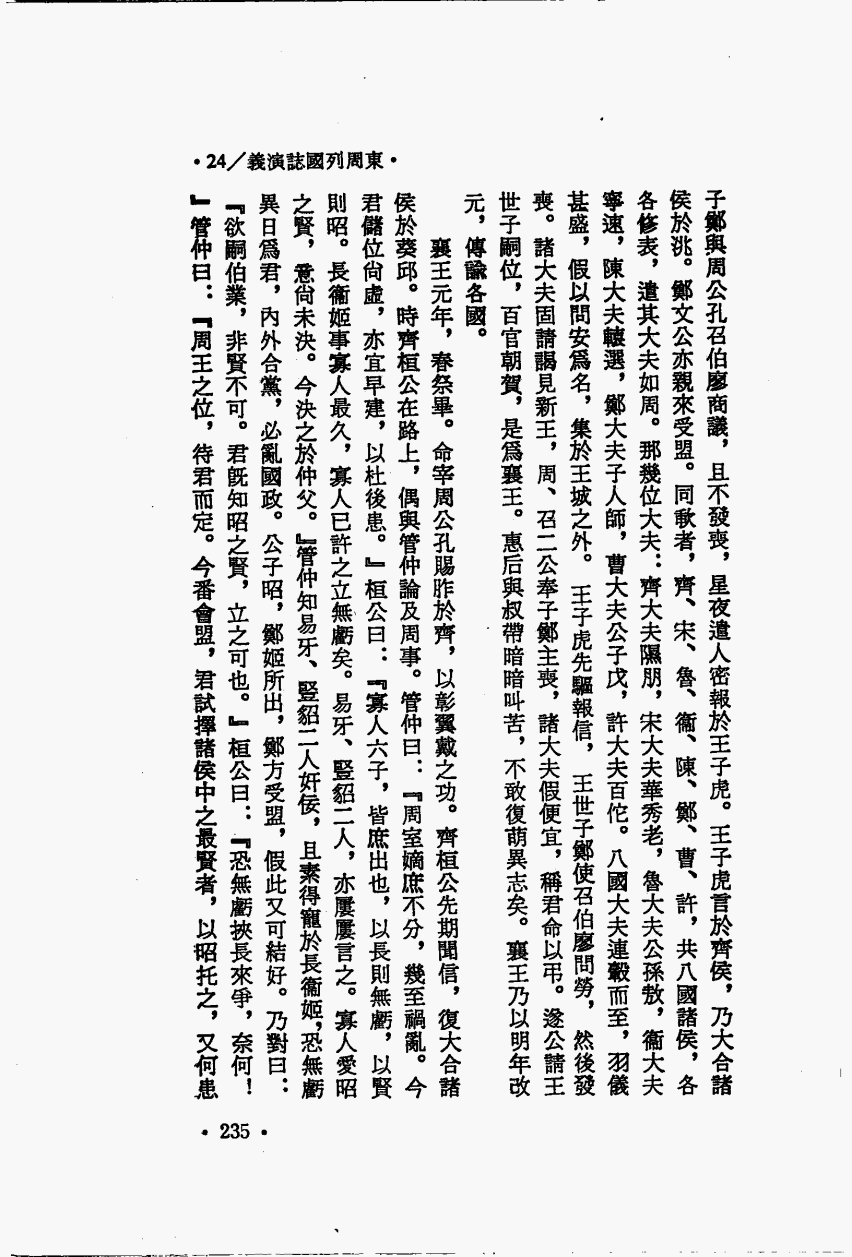 ·東周列國誌演義/24·
子鄭與周公孔召伯廖商議，且不發喪，星夜遣人密報於王子虎。王子虎言於齊侯，乃大合諸
侯於洮。鄭文公亦親來受盟。同歃者，齊、宋、魯、衞、陳、鄭、曹、許，共八國諸侯，各
各修表，遣其大夫如周。那幾位大夫：齊大夫隰朋，宋大夫華秀老，魯大夫公孫敖，衞大夫
寧速，陳大夫轅選，鄭大夫子人師，曹大夫公子戊，許大夫百佗。八國大夫連轂而至，羽儀
甚盛，假以問安爲名，集於王城之外。王子虎先驅報信，王世子鄭使召伯廖問勞，然後發
喪。諸大夫固請謁見新王，周、召二公奉子鄭主喪，諸大夫假便宜，稱君命以弔。遂公請王
世子嗣位，百官朝賀，是爲襄王。惠后與叔帶暗暗叫苦，不敢復萌異志矣。襄王乃以明年改
元，傳諭各國。
襄王元年，春祭畢。命宰周公孔賜胙於齊，以彰翼戴之功。齊桓公先期聞信，復大合諸
侯於葵邱。時齊桓公在路上，偶與管仲論及周事。管仲曰：『周室嫡庶不分，幾至禍亂。今
君儲位尙虛，亦宜早建，以杜後患。』桓公曰：『寡人六子，皆庶出也，以長則無虧，以賢
則昭。長衞姬事寡人最久，寡人已許之立無虧矣。易牙、豎貂二人，亦屢屢言之。寡人愛昭
之賢，意尙未決。今決之於仲父。』管仲知易牙、豎貂二人奸佞，且素得寵於長衞姬，恐無虧
異日爲君，內外合黨，必亂國政。公子昭，鄭姬所出，鄭方受盟，假此又可結好。乃對曰：
『欲嗣伯業，非賢不可。君旣知昭之賢，立之可也。』桓公曰：『恐無虧挾長來爭，奈何！
』管仲曰：『周王之位，待君而定。今番會盟，君試擇諸侯中之最賢者，以昭托之，又何患
·235·